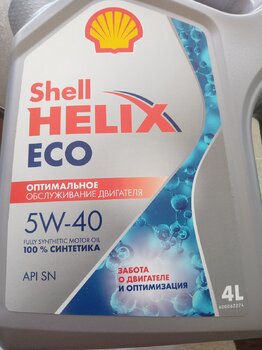 Shell
HELIX
ECO
ОПТИМАЛЬНОЕ
ОБСЛУЖИВАНИЕ ДВИГАТЕЛЯ
5W-40
FULLY SYNTHETIC MOTOR OIL
100 % СИНТЕТИКА
API SN
ЗАБОТА
О ДВИГАТЕЛЕ
И ОПТИМИЗАЦИЯ
4L